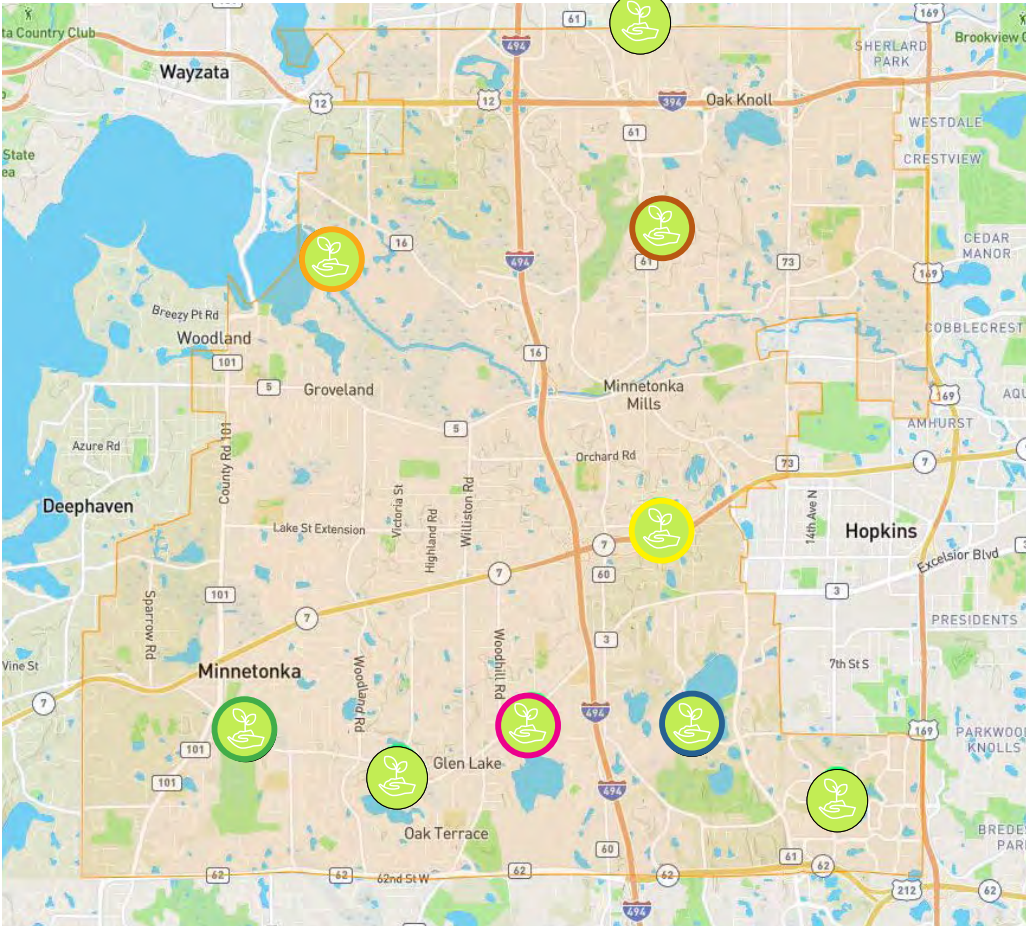 61
169
ta Country Club
494
Brookview
SHERLARD
PARK
Wayzata
12
12
394
Oak Knoll
61
WESTDALE
State
ea
CRESTVIEW
16
61
494
73
CEDAR
MANOR
169
Breezy Pt Rd
COBBLECREST
Woodland
101
16
5
Groveland
Minnetonka
Mills
169
AQU
AMHURST
5
County Rd 101
Azure Rd
Orchard Rd
73
7
Deephaven
Victoria St
Highland Rd
Williston Rd
14th Ave N
Lake St Extension
Hopkins
7
7
60
Excelsior Blvd
101
3
Sparrow Rd
7
PRESIDENTS
3
Vine St
Minnetonka
Woodland Rd
Woodhill Rd
7th St S
7
494
169
PARKWOO
KNOLLS
101
Glen Lake
101
494
Oak Terrace
BREDE
PAR
60
61
62
62
62
62nd St W
62
62
212
62
494